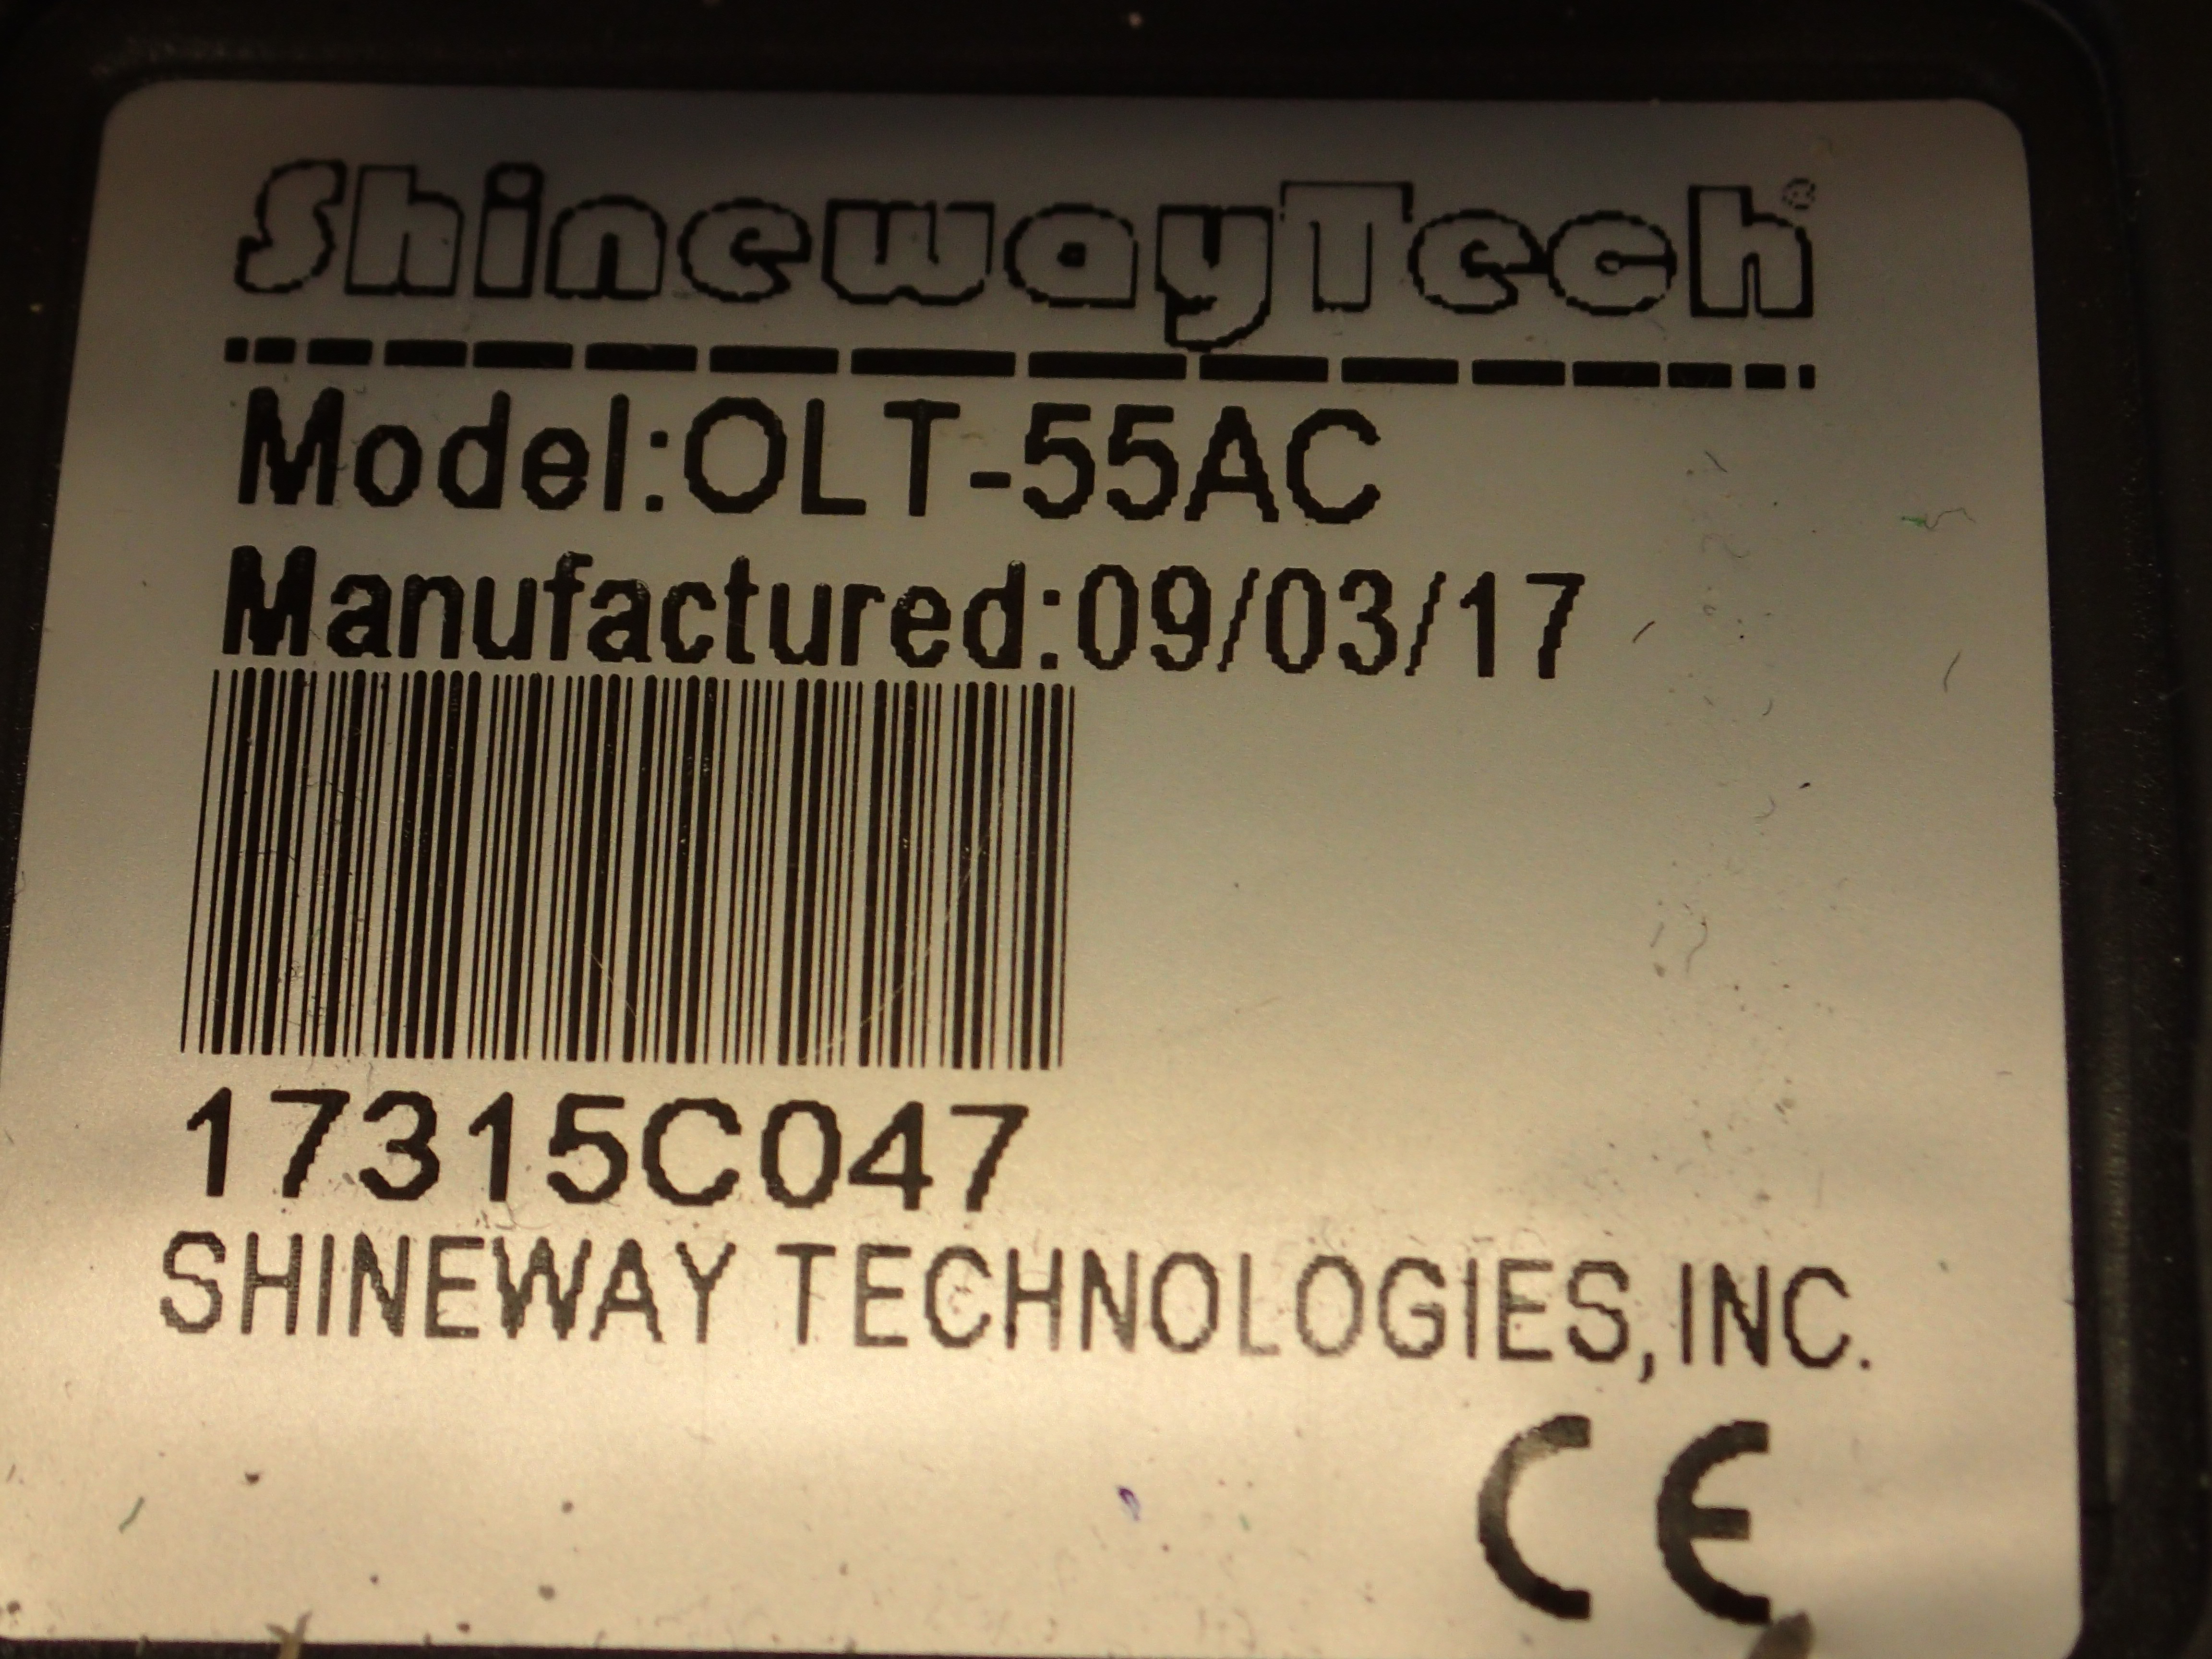 ShinewayTech®
Model:OLT-55AC
Manufactured:09/03/17
17315C047
SHINEWAY TECHNOLOGIES,INC.
CE